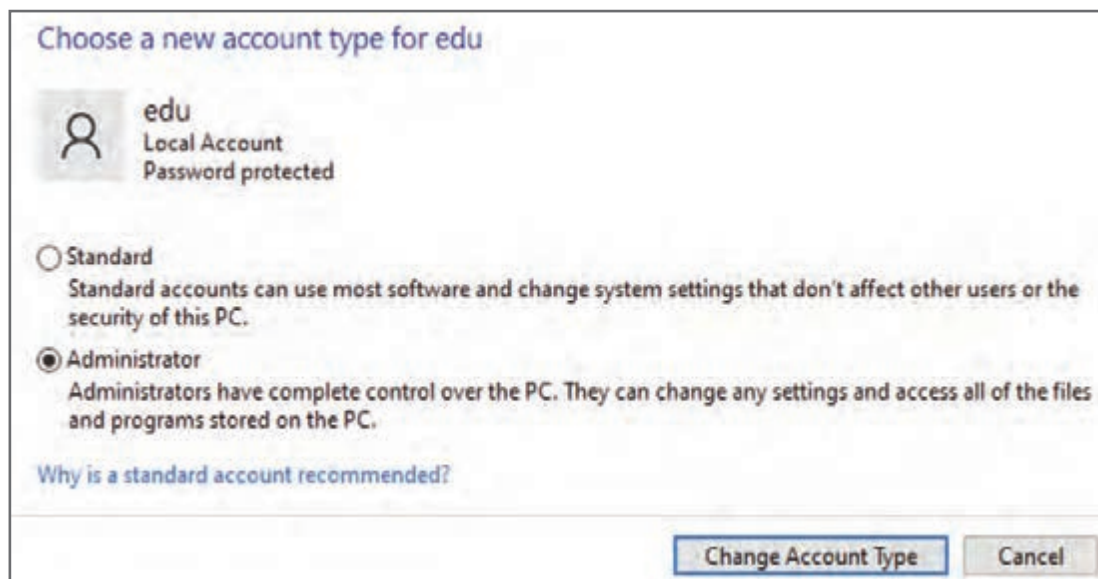 Choose a new account type for edu
edu
Local Account
Password protected
Standard
Standard accounts can use most software and change system settings that don't affect other users or the
security of this PC.
Administrator
Administrators have complete control over the PC. They can change any settings and access all of the files
and programs stored on the PC.
Why is a standard account recommended?
Change Account Type
Cancel